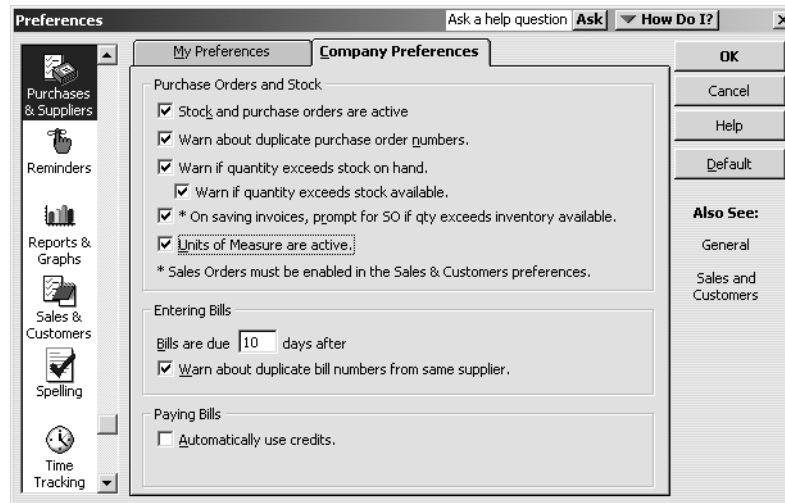 Preferences
Ask a help question Ask How Do I?
Purchases
& Suppliers
Reminders
Reports &
Graphs
Sales &
Customers
Spelling
Time
Tracking
My Preferences
Company Preferences
Purchase Orders and Stock
Stock and purchase orders are active
Warn about duplicate purchase order numbers.
Warn if quantity exceeds stock on hand.
Warn if quantity exceeds stock available.
* On saving invoices, prompt for SO if qty exceeds inventory available.
Units of Measure are active.
* Sales Orders must be enabled in the Sales & Customers preferences.
Entering Bills
Bills are due 10 days after
Warn about duplicate bill numbers from same supplier.
Paying Bills
Automatically use credits.
OK
Cancel
Help
Default
Also See:
General
Sales and
Customers